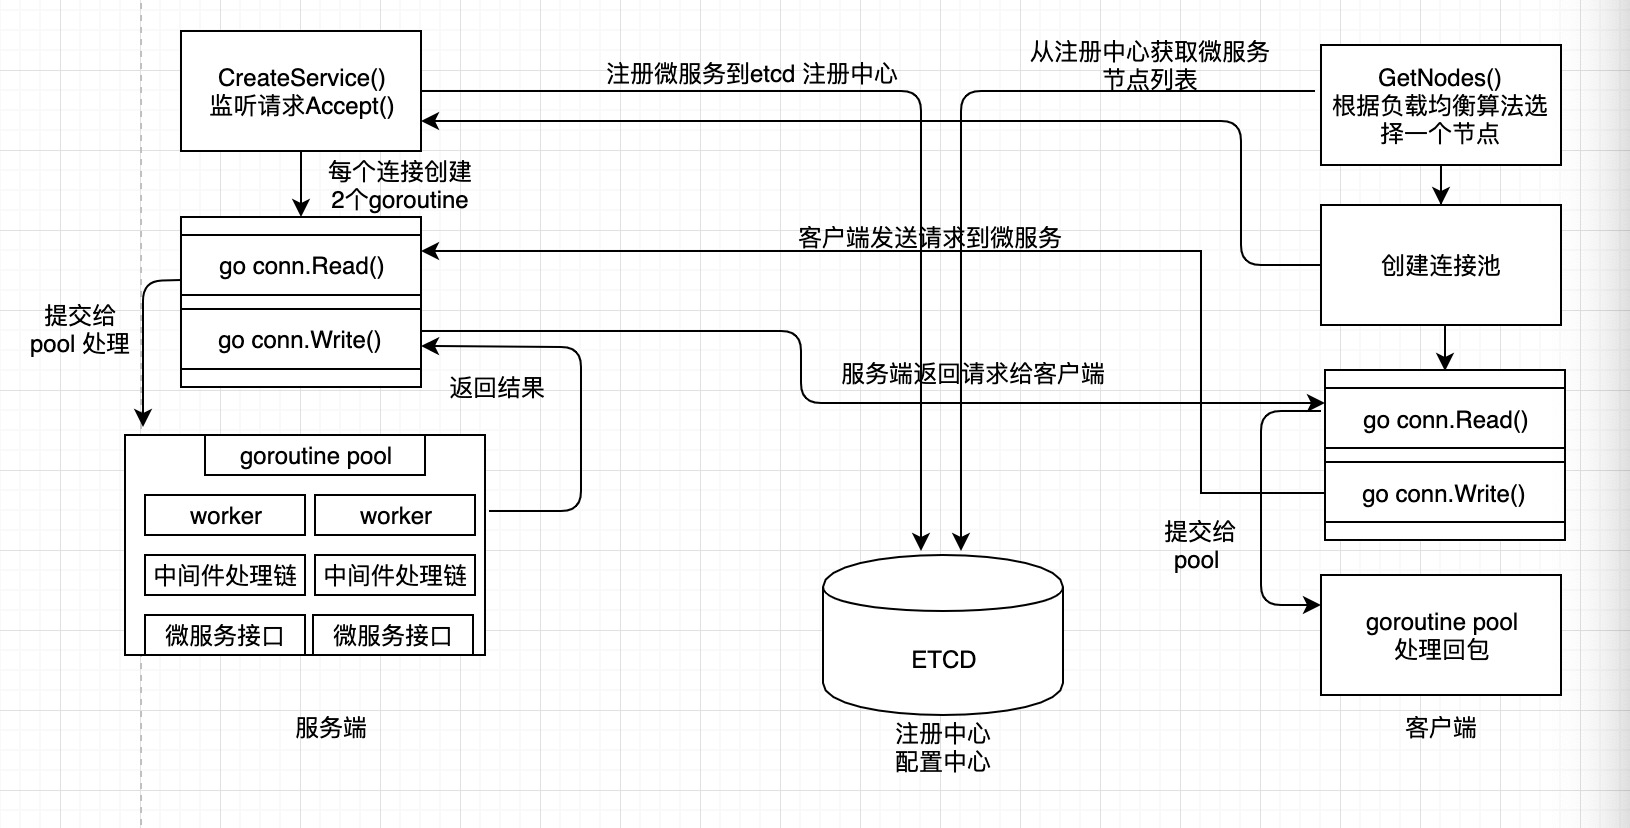 CreateService()
监听请求Accept()
注册微服务到etcd 注册中心
从注册中心获取微服务
节点列表
GetNodes()
根据负载均衡算法选
择一个节点
每个连接创建
2个goroutine
客户端发送请求到微服务
go conn.Read()
创建连接池
提交给
pool 处理
go conn.Write()
返回结果
服务端返回请求给客户端
go conn.Read()
go conn.Write()
goroutine pool
worker
worker
中间件处理链
中间件处理链
微服务接口
微服务接口
提交给
pool
goroutine pool
处理回包
ETCD
服务端
注册中心
配置中心
客户端